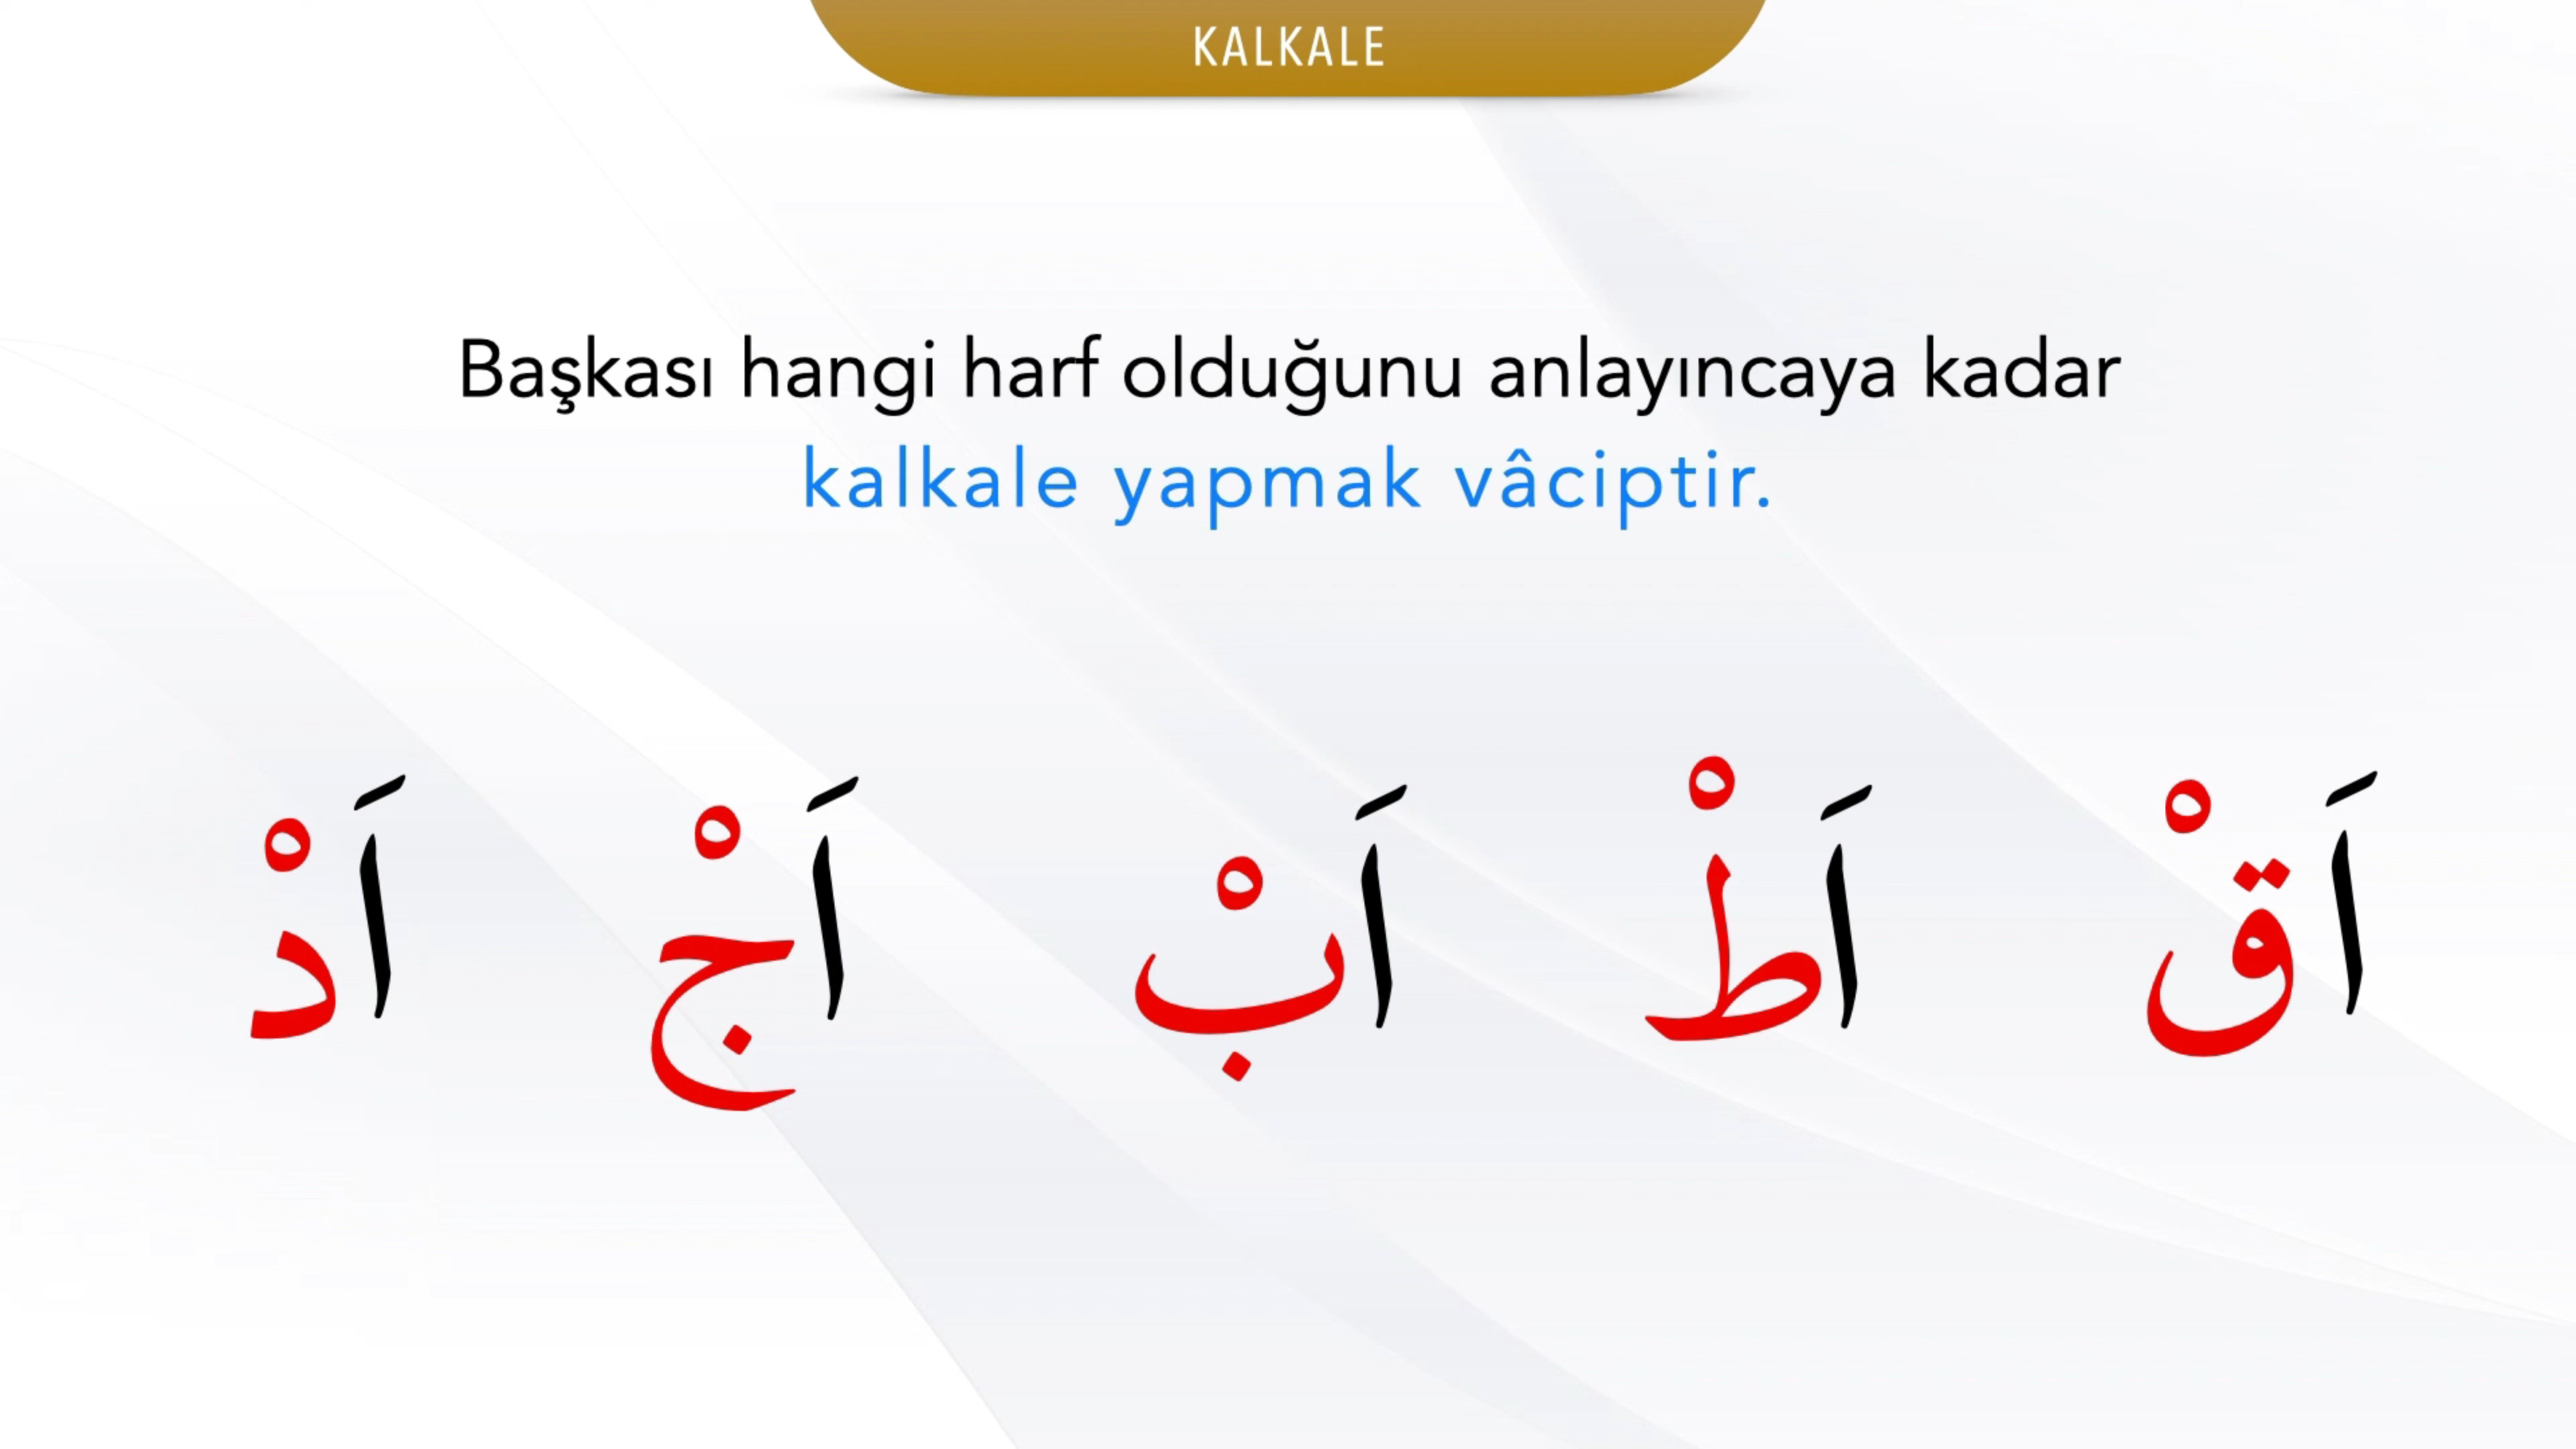 KALKALE
Başkası hangi harf olduğunu anlayıncaya kadar
kalkale yapmak vâciptir.
اَقْ اَطْ اَبْ اَجْ اَدْ